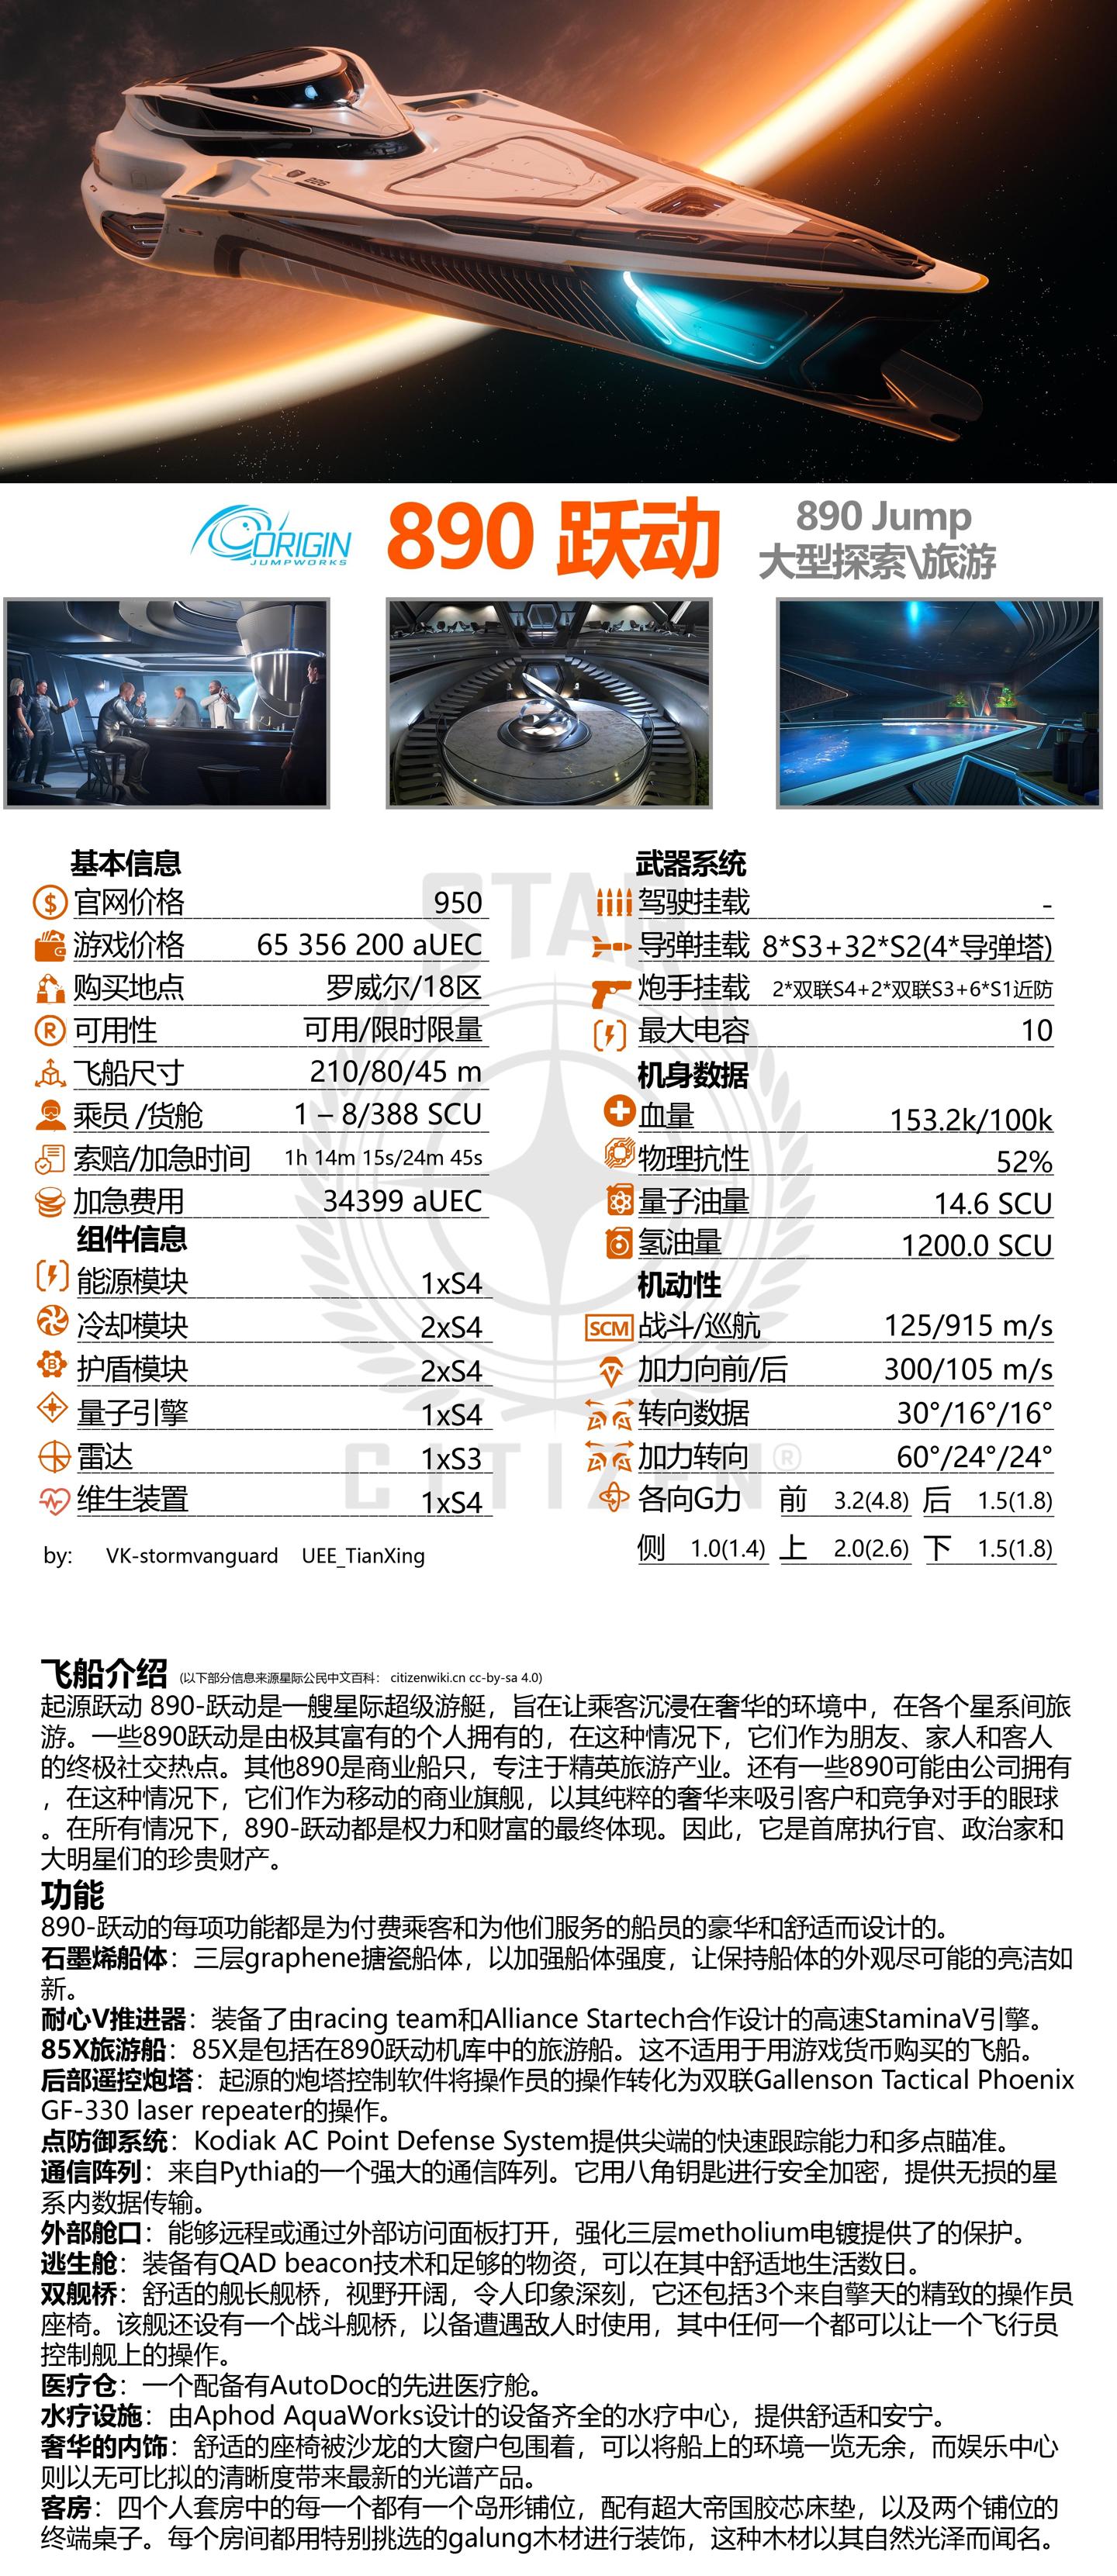 ORIGIN
JUMPWORKS
890 跃动
890 Jump
大型探索\旅游
基本信息
官网价格 950
游戏价格 65 356 200 aUEC
购买地点 罗威尔/18区
可用性 可用/限时限量
飞船尺寸 210/80/45 m
乘员 /货舱 1 – 8/388 SCU
索赔/加急时间 1h 14m 15s/24m 45s
加急费用 34399 aUEC
组件信息
能源模块 1xS4
冷却模块 2xS4
护盾模块 2xS4
量子引擎 1xS4
雷达 1xS3
维生装置 1xS4
by: VK-stormvanguard UEE_TianXing
武器系统
驾驶挂载 -
导弹挂载 8*S3+32*S2(4*导弹塔)
炮手挂载 2*双联S4+2*双联S3+6*S1近防
最大电容 10
机身数据
血量 153.2k/100k
物理抗性 52%
量子油量 14.6 SCU
氢油量 1200.0 SCU
机动性
SCM 战斗/巡航 125/915 m/s
加力向前/后 300/105 m/s
转向数据 30°/16°/16°
加力转向 60°/24°/24°
各向G力 前 3.2(4.8) 后 1.5(1.8)
侧 1.0(1.4) 上 2.0(2.6) 下 1.5(1.8)
STAR
CITIZEN®
飞船介绍 (以下部分信息来源星际公民中文百科： citizenwiki.cn cc-by-sa 4.0)
起源跃动 890-跃动是一艘星际超级游艇，旨在让乘客沉浸在奢华的环境中，在各个星系间旅
游。一些890跃动是由极其富有的个人拥有的，在这种情况下，它们作为朋友、家人和客人
的终极社交热点。其他890是商业船只，专注于精英旅游产业。还有一些890可能由公司拥有
，在这种情况下，它们作为移动的商业旗舰，以其纯粹的奢华来吸引客户和竞争对手的眼球
。在所有情况下，890-跃动都是权力和财富的最终体现。因此，它是首席执行官、政治家和
大明星们的珍贵财产。
功能
890-跃动的每项功能都是为付费乘客和为他们服务的船员的豪华和舒适而设计的。
石墨烯船体：三层graphene搪瓷船体，以加强船体强度，让保持船体的外观尽可能的亮洁如
新。
耐心V推进器：装备了由racing team和Alliance Startech合作设计的高速StaminaV引擎。
85X旅游船：85X是包括在890跃动机库中的旅游船。这不适用于用游戏货币购买的飞船。
后部遥控炮塔：起源的炮塔控制软件将操作员的操作转化为双联Gallenson Tactical Phoenix
GF-330 laser repeater的操作。
点防御系统：Kodiak AC Point Defense System提供尖端的快速跟踪能力和多点瞄准。
通信阵列：来自Pythia的一个强大的通信阵列。它用八角钥匙进行安全加密，提供无损的星
系内数据传输。
外部舱口：能够远程或通过外部访问面板打开，强化三层metholium电镀提供了的保护。
逃生舱：装备有QAD beacon技术和足够的物资，可以在其中舒适地生活数日。
双舰桥：舒适的舰长舰桥，视野开阔，令人印象深刻，它还包括3个来自擎天的精致的操作员
座椅。该舰还设有一个战斗舰桥，以备遭遇敌人时使用，其中任何一个都可以让一个飞行员
控制舰上的操作。
医疗仓：一个配备有AutoDoc的先进医疗舱。
水疗设施：由Aphod AquaWorks设计的设备齐全的水疗中心，提供舒适和安宁。
奢华的内饰：舒适的座椅被沙龙的大窗户包围着，可以将船上的环境一览无余，而娱乐中心
则以无可比拟的清晰度带来最新的光谱产品。
客房：四个人套房中的每一个都有一个岛形铺位，配有超大帝国胶芯床垫，以及两个铺位的
终端桌子。每个房间都用特别挑选的galung木材进行装饰，这种木材以其自然光泽而闻名。